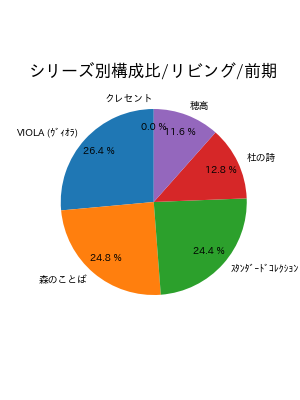 シリーズ別構成比/リビング/前期
クレセント
0.0 %
穂高
11.6 %
VIOLA (ｳﾞｨｵﾗ)
26.4 %
杜の詩
12.8 %
森のことば
24.8 %
ｽﾀﾝﾀﾞｰﾄﾞｺﾚｸｼｮﾝ
24.4 %